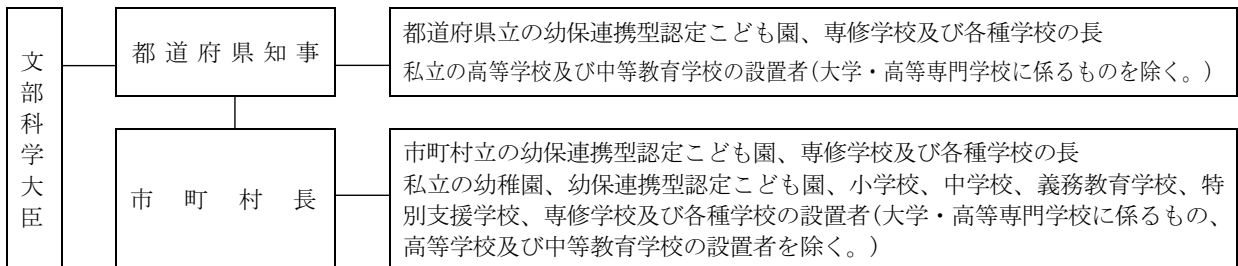 文部科学大臣
都道府県知事
都道府県立の幼保連携型認定こども園、専修学校及び各種学校の長
私立の高等学校及び中等教育学校の設置者(大学・高等専門学校に係るものを除く。)
市町村長
市町村立の幼保連携型認定こども園、専修学校及び各種学校の長
私立の幼稚園、幼保連携型認定こども園、小学校、中学校、義務教育学校、特
別支援学校、専修学校及び各種学校の設置者(大学・高等専門学校に係るもの、
高等学校及び中等教育学校の設置者を除く。)